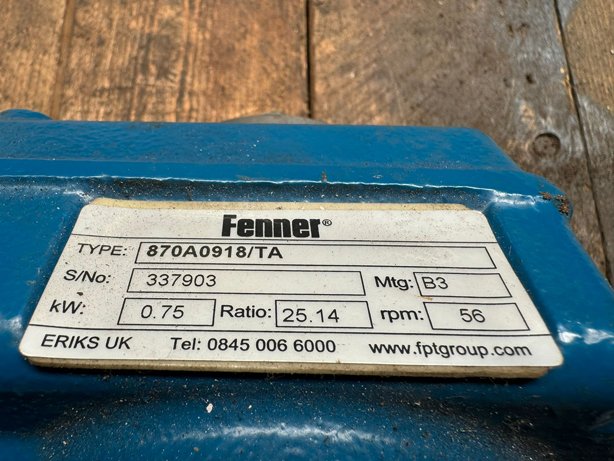 Fenner®
TYPE: 870A0918/TA
S/No: 337903 Mtg: B3
kW: 0.75 Ratio: 25.14 rpm: 56
ERIKS UK Tel: 0845 006 6000 www.fptgroup.com